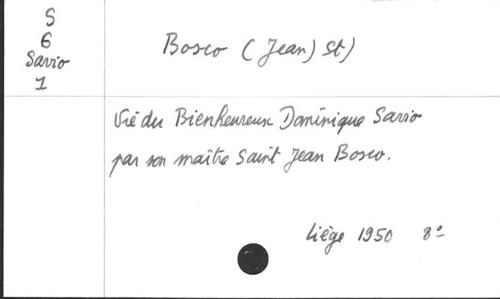 S
6
Savio
1
Bosco (Jean) St)
Vie du Bienheureux Dominique Savio
par son maître Saint Jean Bosco.
Liège 1950 8°